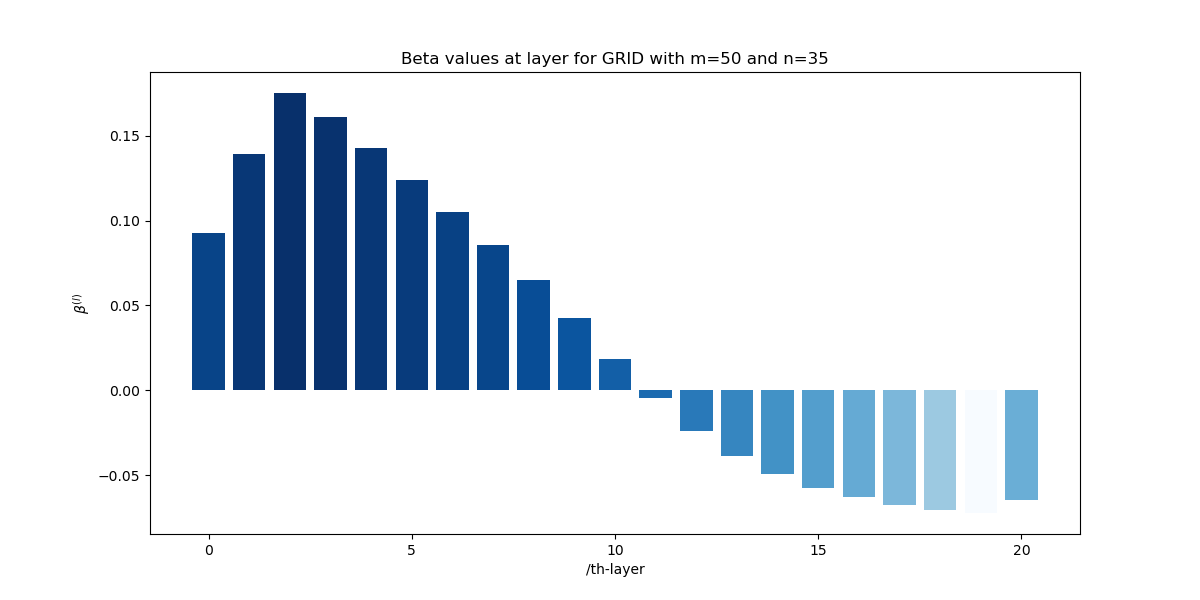 Beta values at layer for GRID with m=50 and n=35
0.15
0.10
0.05
0.00
−0.05
β^(l)
0 5 10 15 20
/th-layer